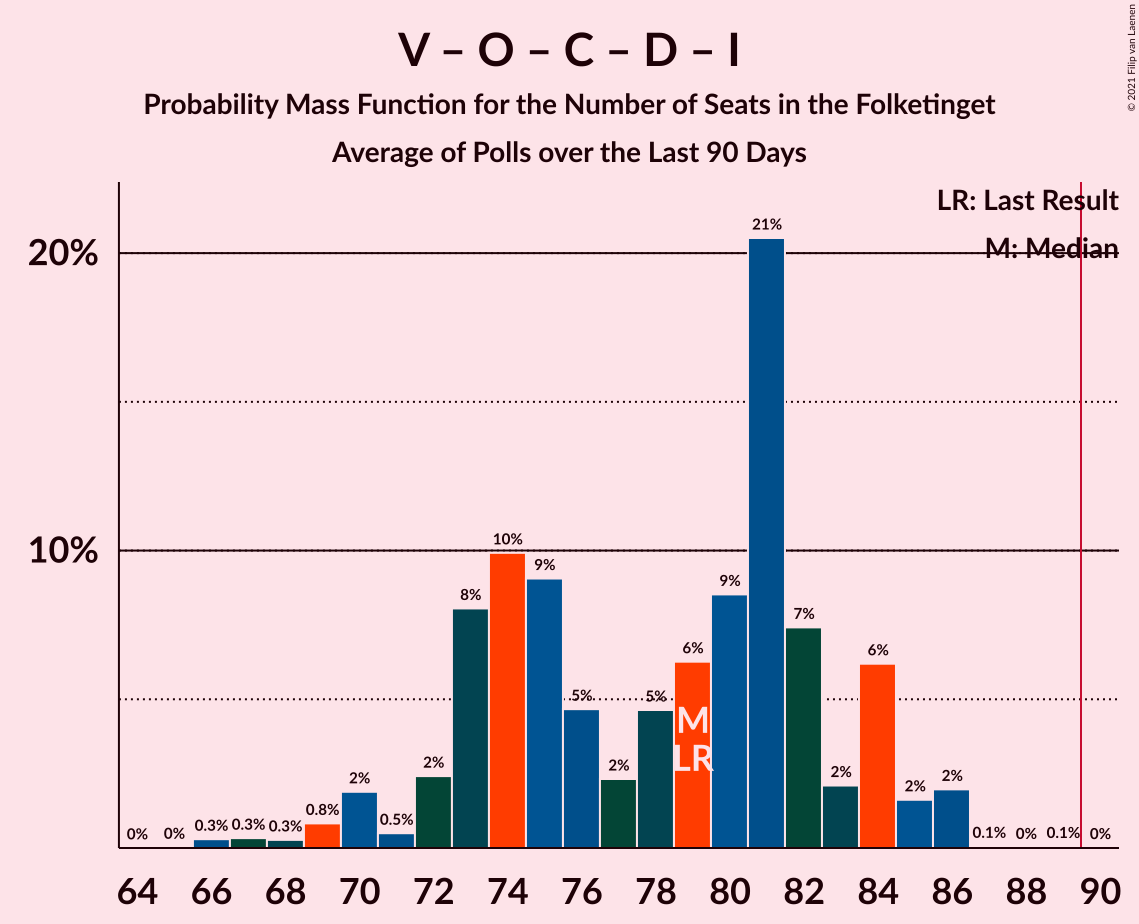 V – O – C – D – I
Probability Mass Function for the Number of Seats in the Folketinget
Average of Polls over the Last 90 Days
© 2021 Filip van Laenen
LR: Last Result
M: Median
20%
10%
0% 0% 0.3% 0.3% 0.3% 0.8% 2% 0.5% 2% 8% 10% 9% 5% 2% 5% 6% 9% 21% 7% 2% 6% 2% 2% 0.1% 0% 0.1% 0%
M
LR
64 66 68 70 72 74 76 78 80 82 84 86 88 90